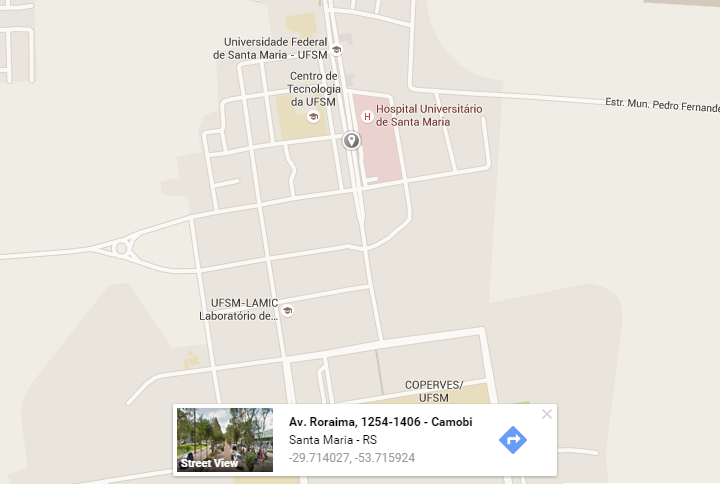 Universidade Federal
de Santa Maria - UFSM
Centro de
Tecnologia
da UFSM
H
Hospital Universitário
de Santa Maria
Estr. Mun. Pedro Fernande
UFSM-LAMIC
Laboratório de...
COPERVES/
UFSM
Av. Roraima, 1254-1406 - Camobi
Santa Maria - RS
-29.714027, -53.715924
Street View